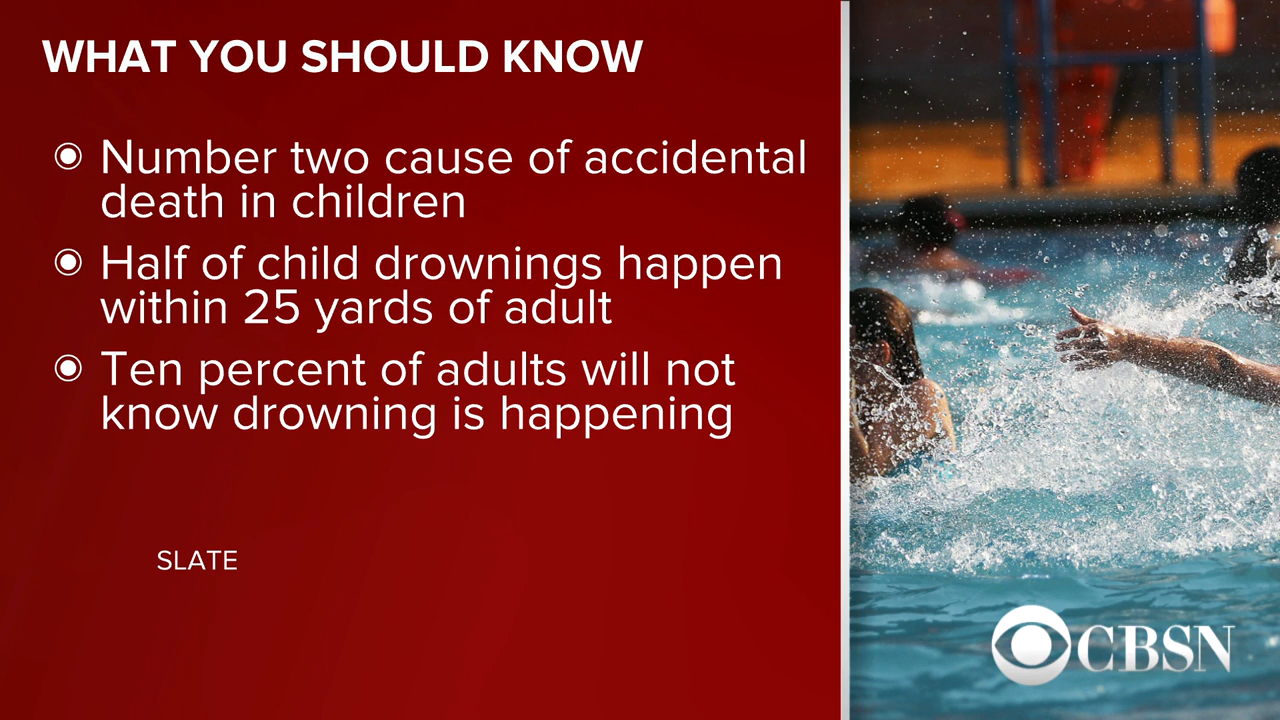 WHAT YOU SHOULD KNOW
Number two cause of accidental
death in children
Half of child drownings happen
within 25 yards of adult
Ten percent of adults will not
know drowning is happening
SLATE
CBSN